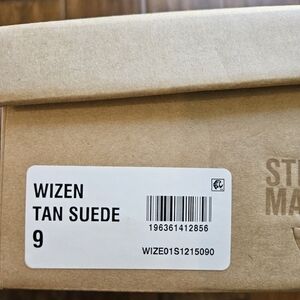 WIZEN
TAN SUEDE
9
196361412856
WIZE01S1215090